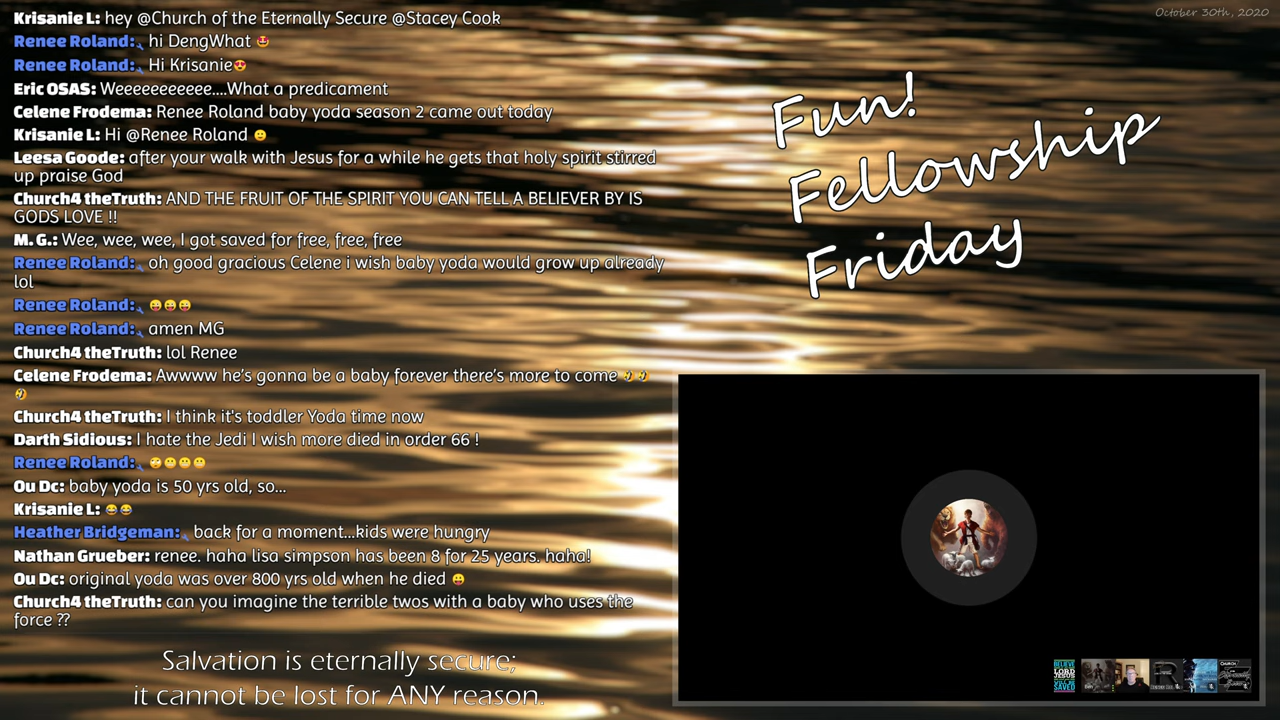 Krisanie L: hey @Church of the Eternally Secure @Stacey Cook
Renee Roland: hi DengWhat 🤩
Renee Roland: Hi Krisanie😍
Eric OSAS: Weeeeeeeeeee....What a predicament
Celene Frodema: Renee Roland baby yoda season 2 came out today
Krisanie L: Hi @Renee Roland 🙂
Leesa Goode: after your walk with Jesus for a while he gets that holy spirit stirred
up praise God
Church4 theTruth: AND THE FRUIT OF THE SPIRIT YOU CAN TELL A BELIEVER BY IS
GODS LOVE !!
M. G.: Wee, wee, wee, I got saved for free, free, free
Renee Roland: oh good gracious Celene i wish baby yoda would grow up already
lol
Renee Roland: 😛😛😛
Renee Roland: amen MG
Church4 theTruth: lol Renee
Celene Frodema: Awwww he's gonna be a baby forever there's more to come 🤣🤣
🤣
Church4 theTruth: I think it's toddler Yoda time now
Darth Sidious: I hate the Jedi I wish more died in order 66 !
Renee Roland: 🙄😬😬😬
Ou Dc: baby yoda is 50 yrs old, so...
Krisanie L: 😂😂
Heather Bridgeman: back for a moment...kids were hungry
Nathan Grueber: renee. haha lisa simpson has been 8 for 25 years. haha!
Ou Dc: original yoda was over 800 yrs old when he died 😛
Church4 theTruth: can you imagine the terrible twos with a baby who uses the
force ??
Salvation is eternally secure;
it cannot be lost for ANY reason.
October 30th, 2020
Fun!
Fellowship
Friday
BELIEVE
LORD
JESUS
SAVED
CHURCH